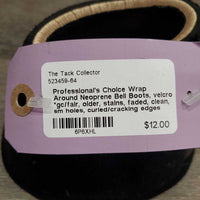 The Tack Collector
523459-64
Professional's Choice Wrap
Around Neoprene Bell Boots, velcro
*gc/fair, older, stains, faded, clean,
sm holes, curled/cracking edges
6P6XHL
$12.00